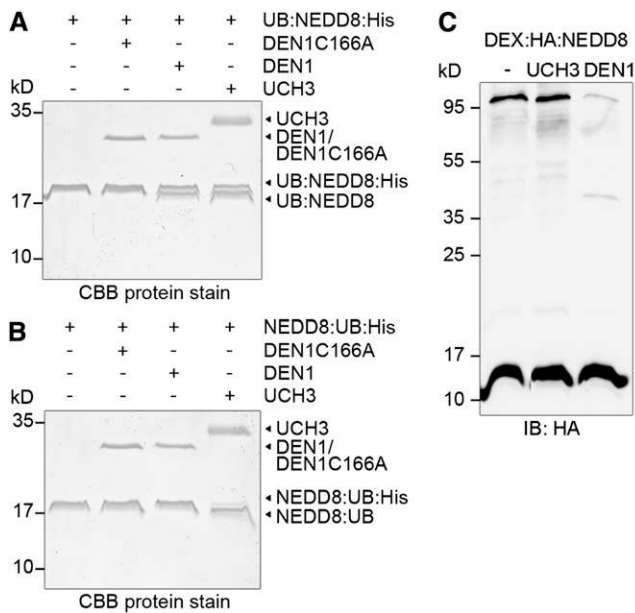 A
+ + + + UB:NEDD8:His
- + - - DEN1C166A
- - + - DEN1
- - - + UCH3
kD
35
17
10
UCH3
DEN1/
DEN1C166A
UB:NEDD8:His
UB:NEDD8
CBB protein stain
B
+ + + + NEDD8:UB:His
- + - - DEN1C166A
- - + - DEN1
- - - + UCH3
kD
35
17
10
UCH3
DEN1/
DEN1C166A
NEDD8:UB:His
NEDD8:UB
CBB protein stain
C
DEX:HA:NEDD8
kD - UCH3 DEN1
95
55
35
25
17
10
IB: HA